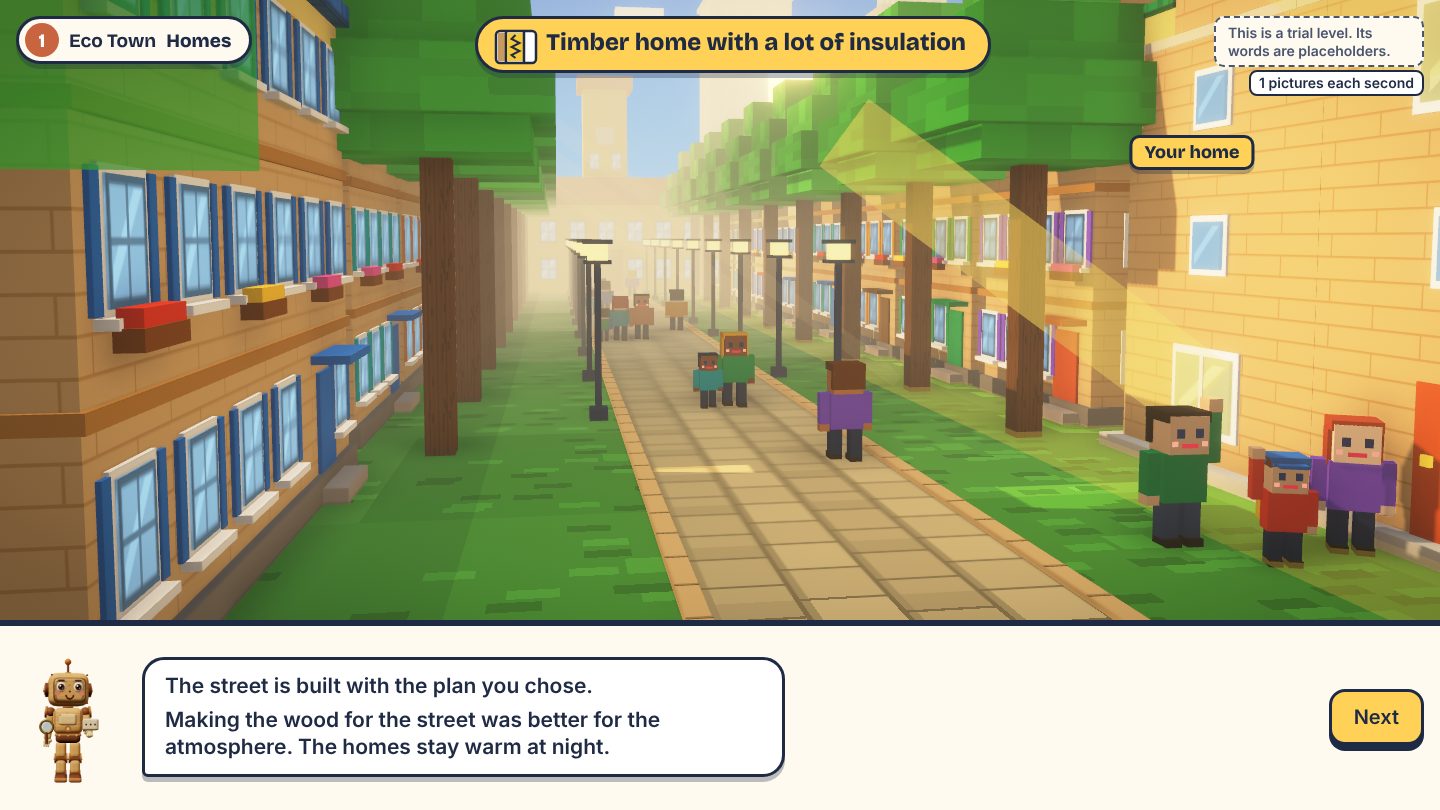 1 Eco Town Homes
Timber home with a lot of insulation
This is a trial level. Its
words are placeholders.
1 pictures each second
Your home
The street is built with the plan you chose.
Making the wood for the street was better for the
atmosphere. The homes stay warm at night.
Next